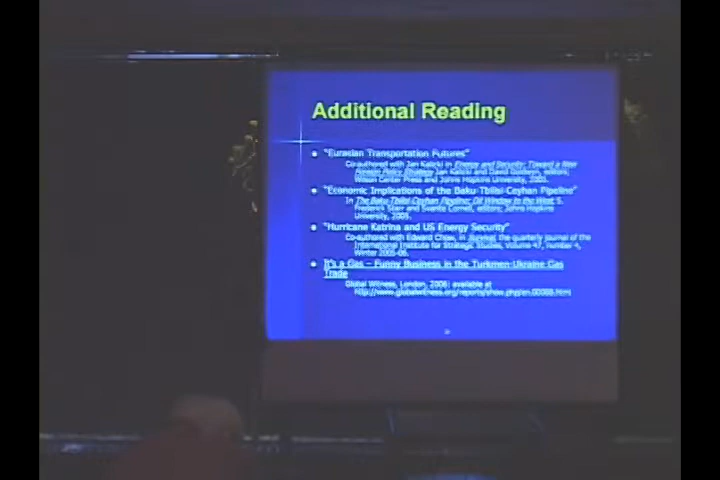 Additional Reading
"Eurasian Transportation Futures"
Co-authored with Jan Kalicki in Energy and Security: Toward a New
Foreign Policy Strategy Jan Kalicki and David Goldwyn, editors;
Wilson Center Press and Johns Hopkins University, 2005.
"Economic Implications of the Baku-Tbilisi-Ceyhan Pipeline"
In The Baku-Tbilisi-Ceyhan Pipeline: Oil Window to the West S.
Frederick Starr and Svante Cornell, editors; Johns Hopkins
University, 2005.
"Hurricane Katrina and US Energy Security"
Co-authored with Edward Chow, in Survival, the quarterly journal of the
International Institute for Strategic Studies, Volume 47, number 4,
Winter 2005-06.
It's a Gas – Funny Business in the Turkmen-Ukraine Gas
Trade
Global Witness, London, 2006: available at